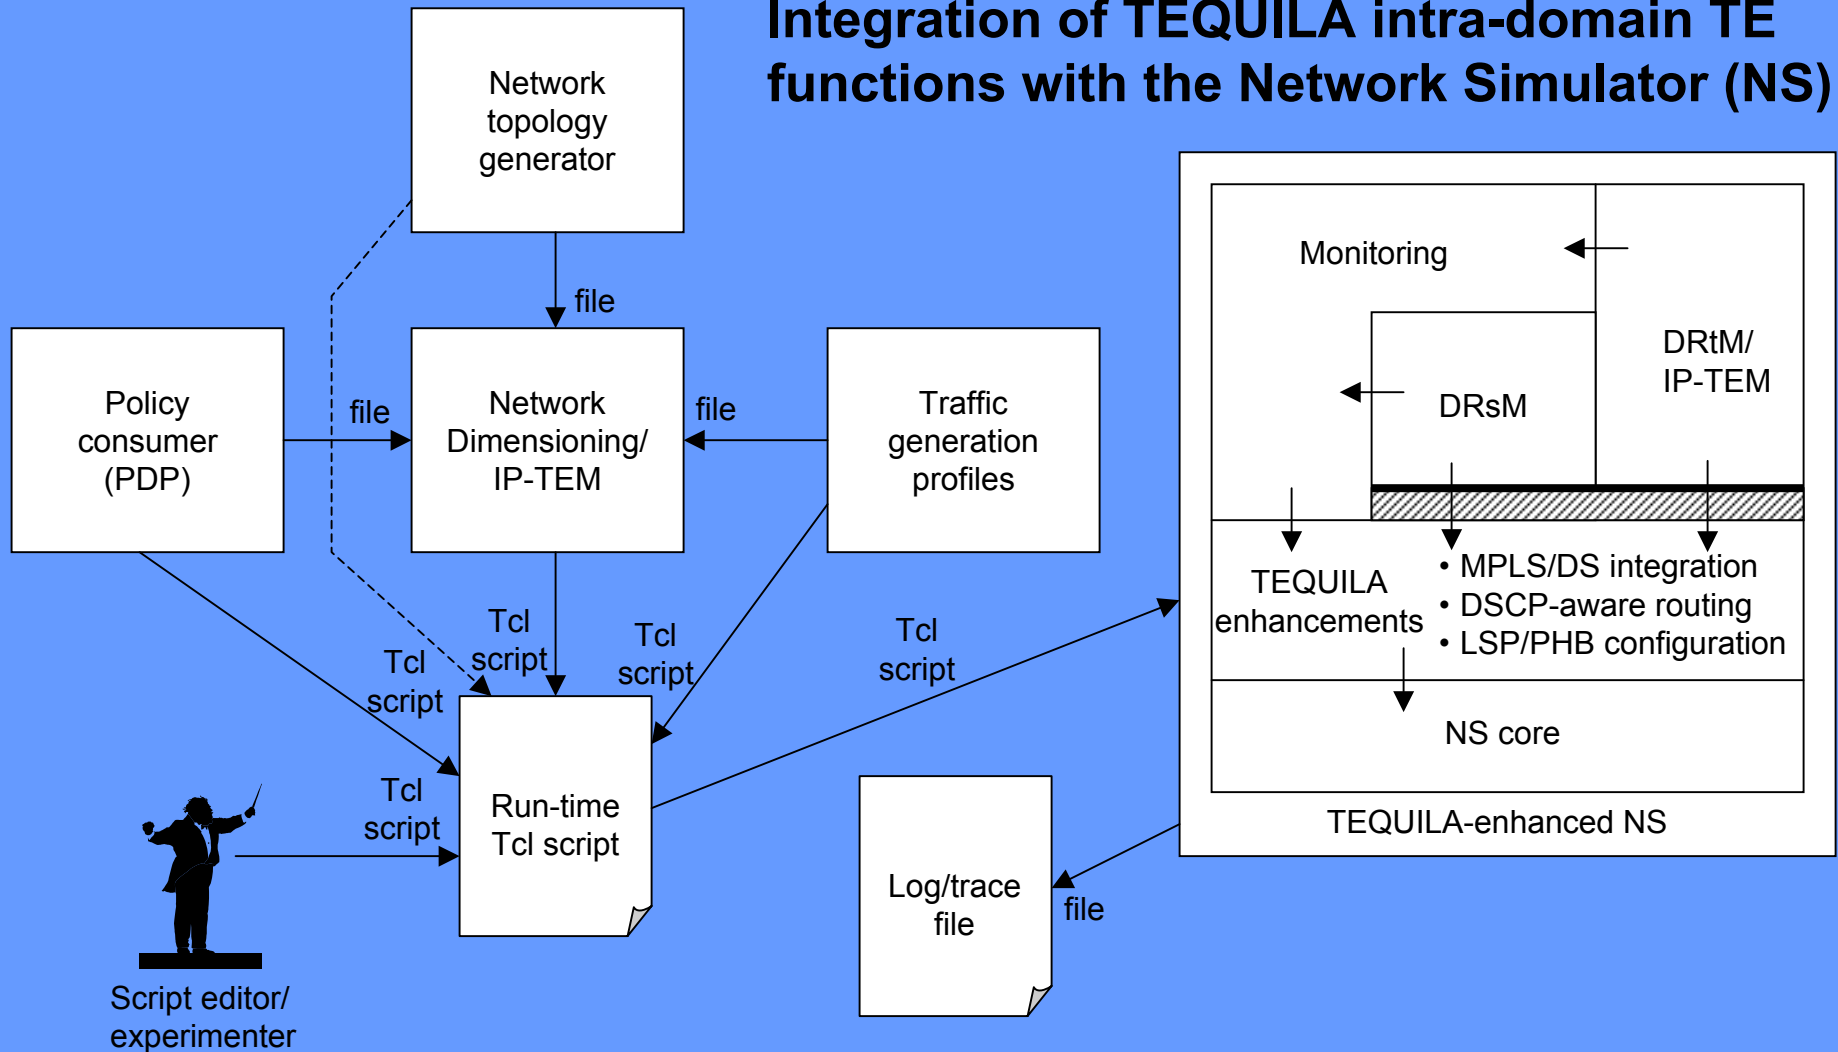 Integration of TEQUILA intra-domain TE
functions with the Network Simulator (NS)
Network
topology
generator
file
Policy
consumer
(PDP)
file
Network
Dimensioning/
IP-TEM
file
Traffic
generation
profiles
Tcl
script
Tcl
script
Tcl
script
Tcl
script
Tcl
script
Run-time
Tcl script
Script editor/
experimenter
Log/trace
file
file
Monitoring
DRsM
DRtM/
IP-TEM
TEQUILA
enhancements
• MPLS/DS integration
• DSCP-aware routing
• LSP/PHB configuration
NS core
TEQUILA-enhanced NS